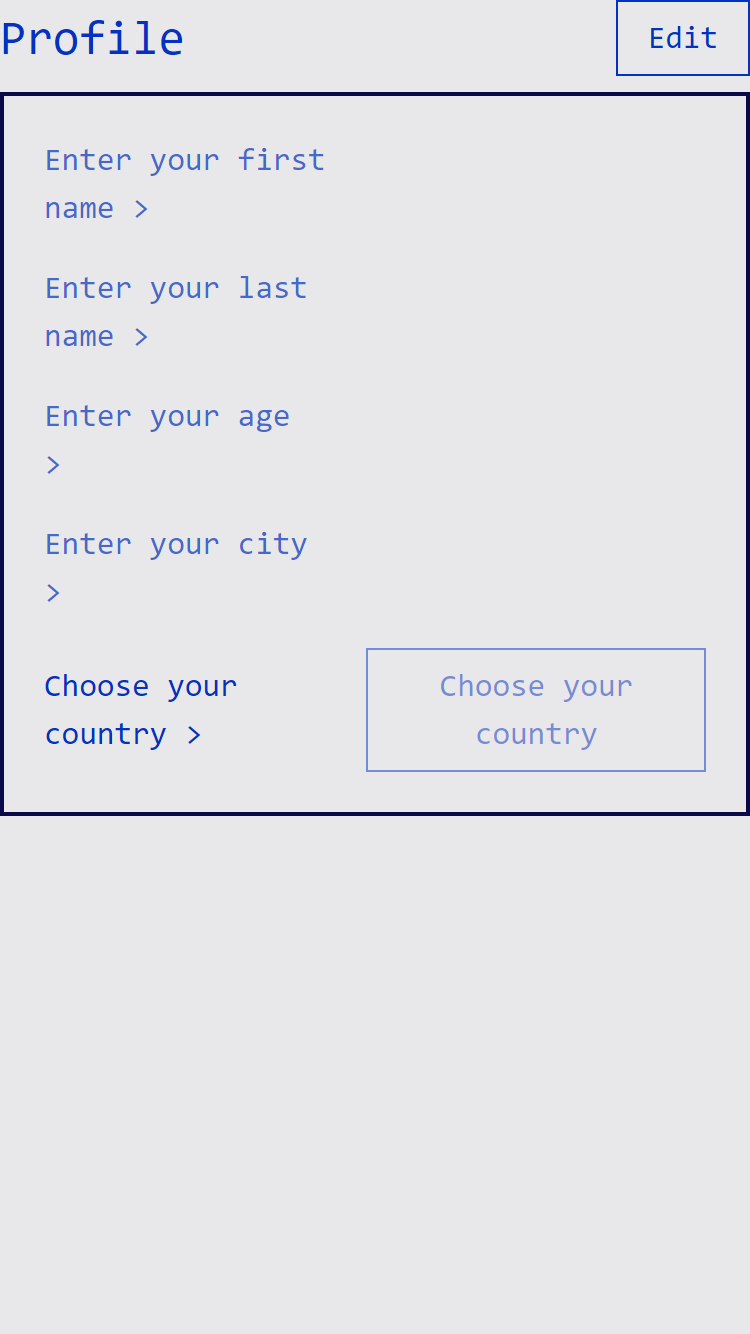 Profile
Edit
Enter your first
name >
Enter your last
name >
Enter your age
>
Enter your city
>
Choose your
country >
Choose your
country